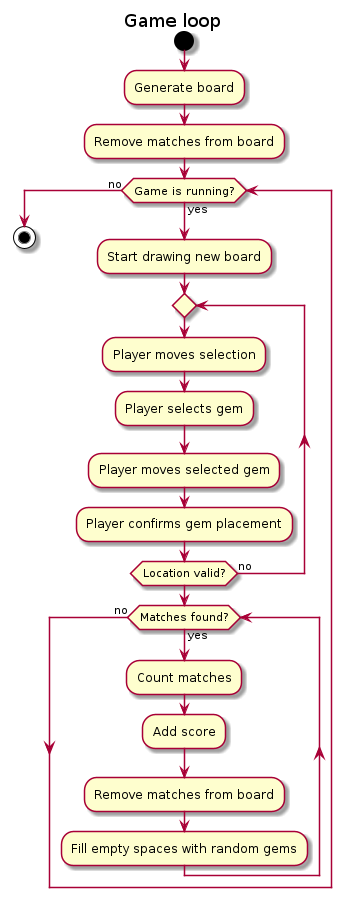 Game loop
Generate board
Remove matches from board
no
Game is running?
yes
Start drawing new board
Player moves selection
Player selects gem
Player moves selected gem
Player confirms gem placement
Location valid?
no
no
Matches found?
yes
Count matches
Add score
Remove matches from board
Fill empty spaces with random gems